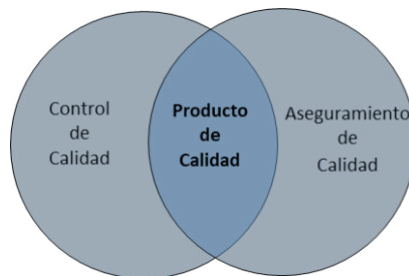 Control
de
Calidad
Producto
de
Calidad
Aseguramiento
de
Calidad